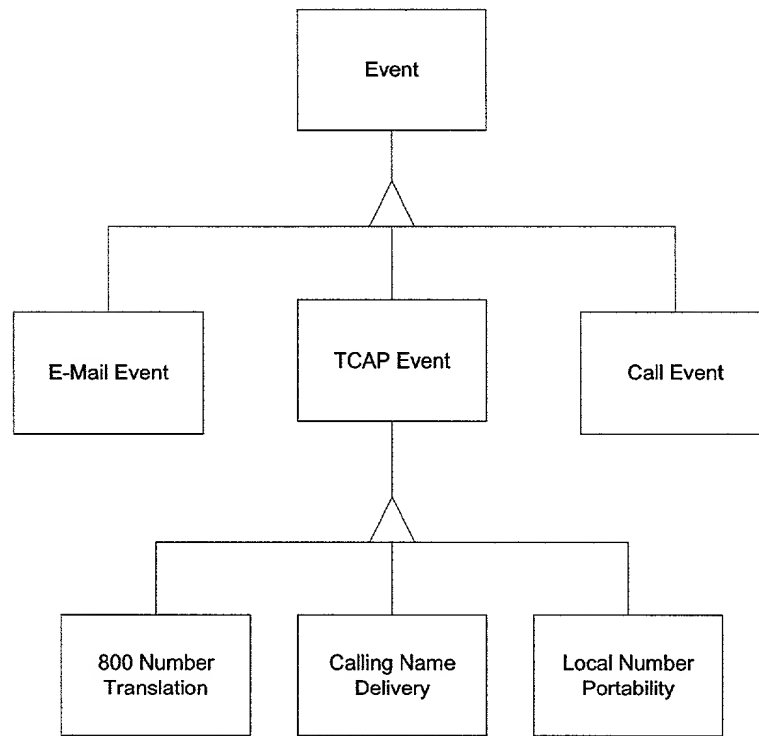 Event
E-Mail Event
TCAP Event
Call Event
800 Number
Translation
Calling Name
Delivery
Local Number
Portability